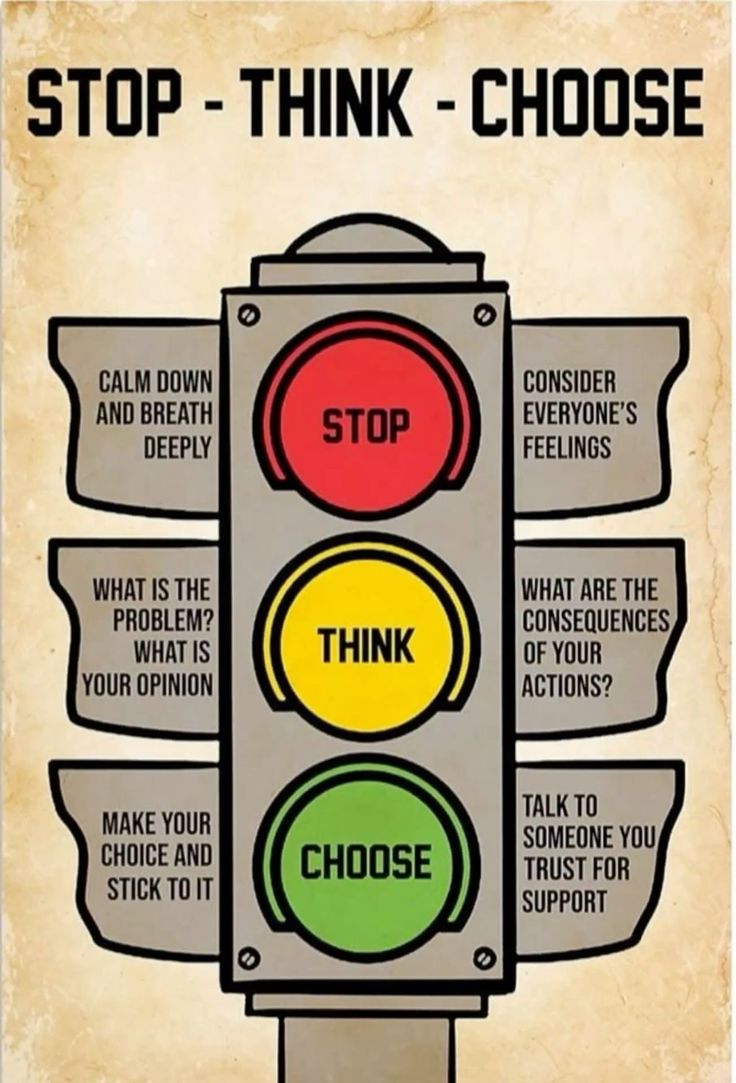 STOP - THINK - CHOOSE
CALM DOWN
AND BREATH
DEEPLY
STOP
CONSIDER
EVERYONE'S
FEELINGS
WHAT IS THE
PROBLEM?
WHAT IS
YOUR OPINION
THINK
WHAT ARE THE
CONSEQUENCES
OF YOUR
ACTIONS?
MAKE YOUR
CHOICE AND
STICK TO IT
CHOOSE
TALK TO
SOMEONE YOU
TRUST FOR
SUPPORT